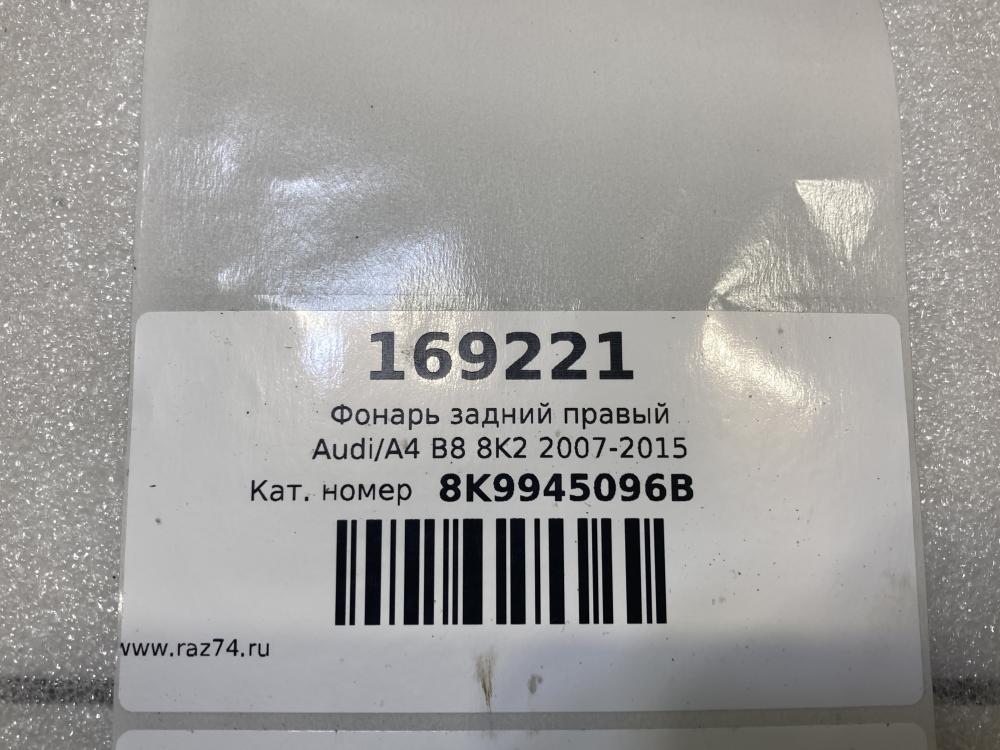 169221
Фонарь задний правый
Audi/A4 B8 8K2 2007-2015
Кат. номер 8K9945096B
www.raz74.ru